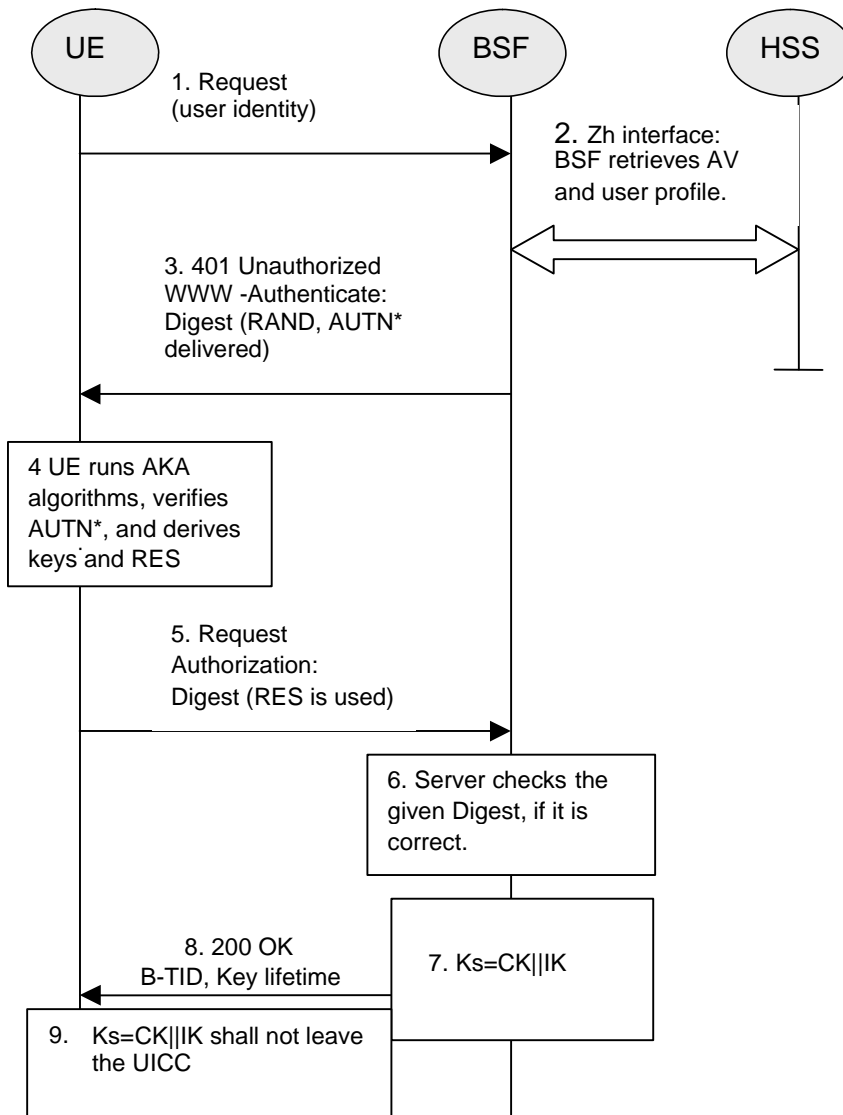 UE
BSF
HSS
1. Request
(user identity)
2. Zh interface:
BSF retrieves AV
and user profile.
3. 401 Unauthorized
WWW -Authenticate:
Digest (RAND, AUTN*
delivered)
4 UE runs AKA
algorithms, verifies
AUTN*, and derives
keys and RES
5. Request
Authorization:
Digest (RES is used)
6. Server checks the
given Digest, if it is
correct.
7. Ks=CK||IK
8. 200 OK
B-TID, Key lifetime
9. Ks=CK||IK shall not leave
the UICC